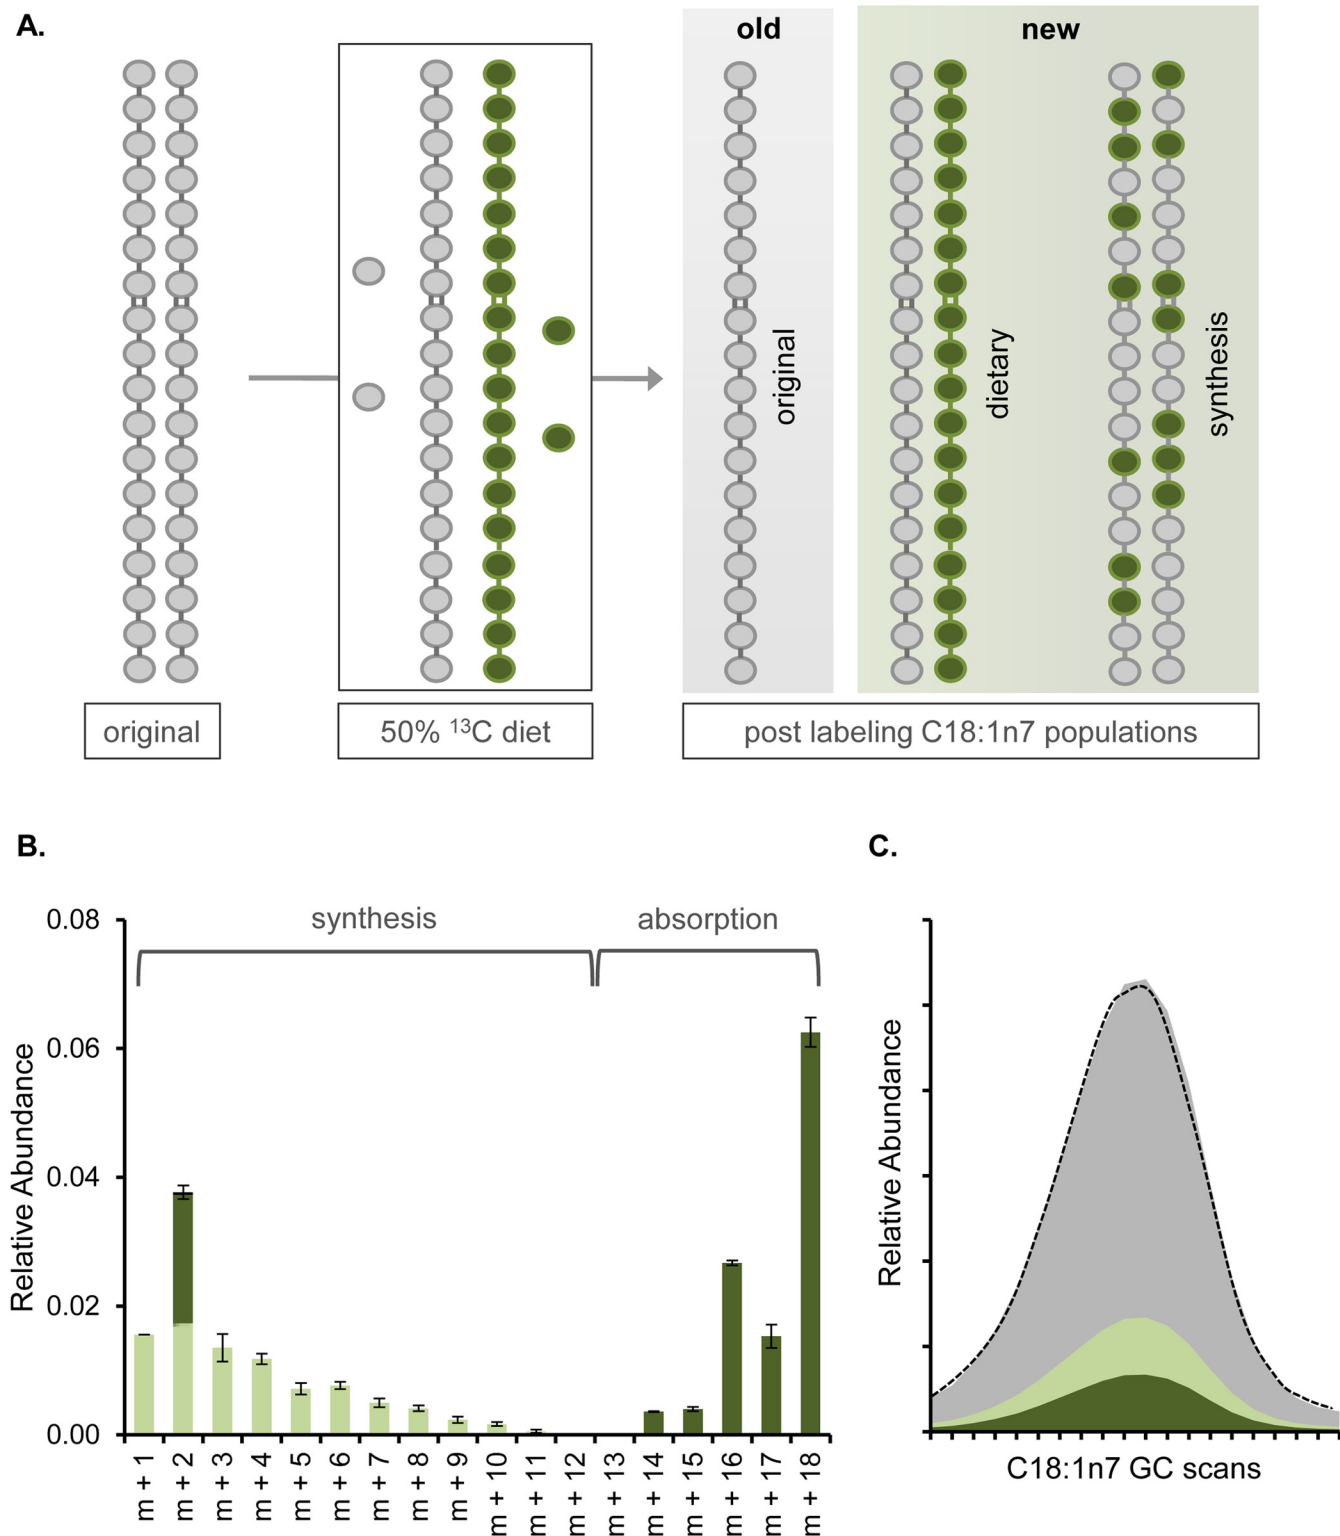 A.
old
new
original
dietary
synthesis
original
50% ¹³C diet
post labeling C18:1n7 populations
B.
synthesis
absorption
Relative Abundance
0.08
0.06
0.04
0.02
0.00
m + 1
m + 2
m + 3
m + 4
m + 5
m + 6
m + 7
m + 8
m + 9
m + 10
m + 11
m + 12
m + 13
m + 14
m + 15
m + 16
m + 17
m + 18
C.
Relative Abundance
C18:1n7 GC scans